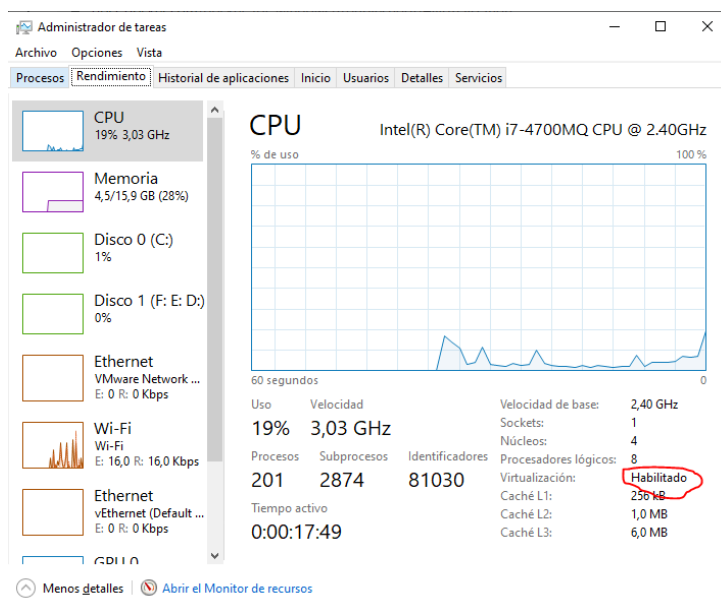 Administrador de tareas
Archivo Opciones Vista
Procesos Rendimiento Historial de aplicaciones Inicio Usuarios Detalles Servicios
CPU
19% 3,03 GHz
Memoria
4,5/15,9 GB (28%)
Disco 0 (C:)
1%
Disco 1 (F: E: D:)
0%
Ethernet
VMware Network ...
E: 0 R: 0 Kbps
Wi-Fi
Wi-Fi
E: 16,0 R: 16,0 Kbps
Ethernet
vEthernet (Default ...
E: 0 R: 0 Kbps
GPU 0
CPU Intel(R) Core(TM) i7-4700MQ CPU @ 2.40GHz
% de uso 100 %
60 segundos 0
Uso Velocidad
19% 3,03 GHz
Procesos Subprocesos Identificadores
201 2874 81030
Tiempo activo
0:00:17:49
Velocidad de base: 2,40 GHz
Sockets: 1
Núcleos: 4
Procesadores lógicos: 8
Virtualización: Habilitado
Caché L1: 256 kB
Caché L2: 1,0 MB
Caché L3: 6,0 MB
Menos detalles Abrir el Monitor de recursos